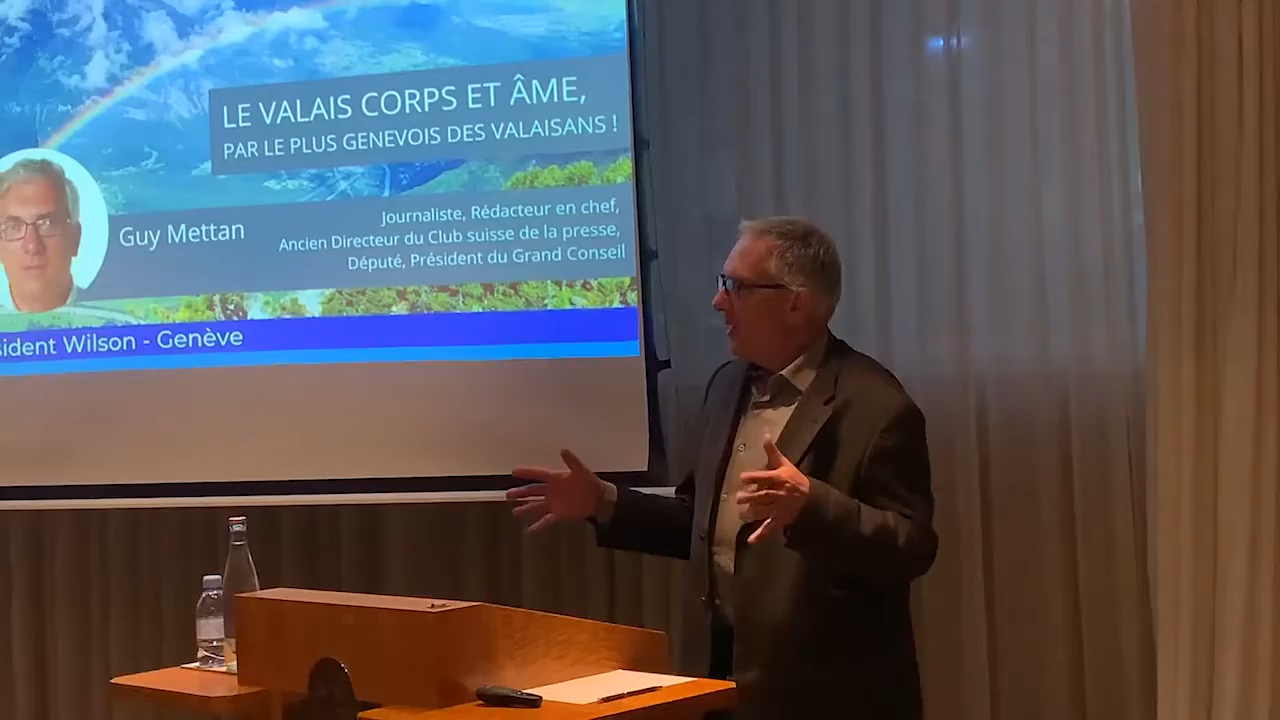 LE VALAIS CORPS ET ÂME,
PAR LE PLUS GENEVOIS DES VALAISANS !
Guy Mettan
Journaliste, Rédacteur en chef,
Ancien Directeur du Club suisse de la presse,
Député, Président du Grand Conseil
Wilson - Genève